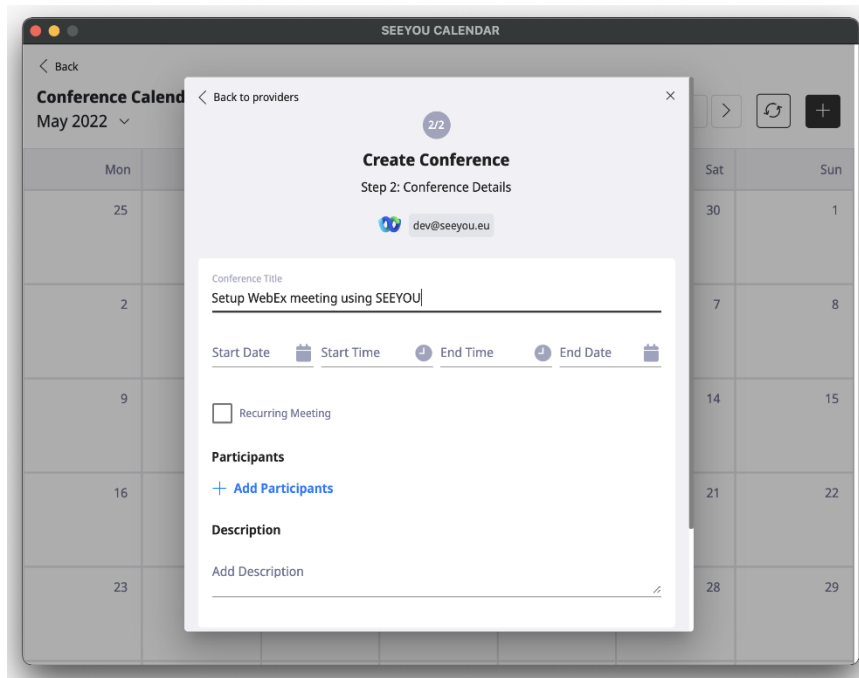 SEEYOU CALENDAR
Back
Conference Calend
May 2022
Back to providers
2/2
Create Conference
Step 2: Conference Details
dev@seeyou.eu
Mon
Sat
Sun
25
30
1
Conference Title
Setup WebEx meeting using SEEYOU
2
7
8
Start Date
Start Time
End Time
End Date
9
14
15
Recurring Meeting
Participants
Add Participants
16
21
22
Description
Add Description
23
28
29